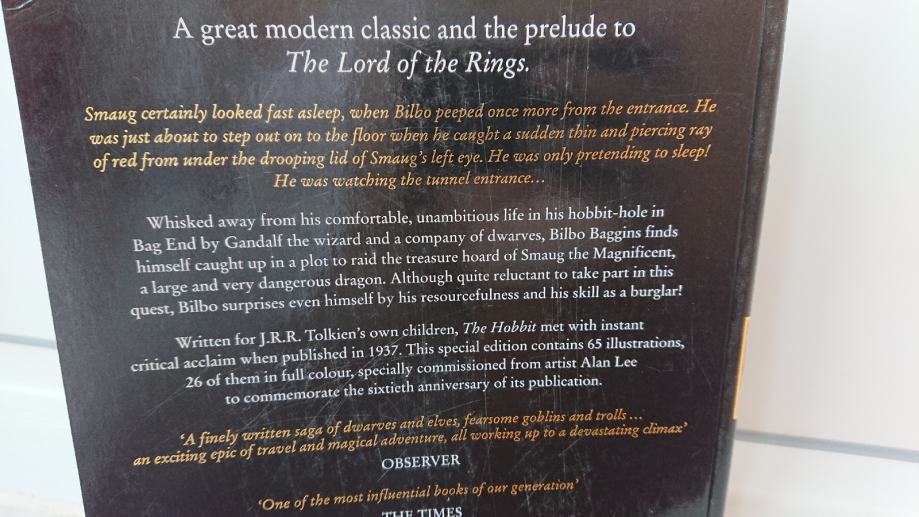 A great modern classic and the prelude to
The Lord of the Rings.
Smaug certainly looked fast asleep, when Bilbo peeped once more from the entrance. He
was just about to step out on to the floor when he caught a sudden thin and piercing ray
of red from under the drooping lid of Smaug's left eye. He was only pretending to sleep!
He was watching the tunnel entrance...
Whisked away from his comfortable, unambitious life in his hobbit-hole in
Bag End by Gandalf the wizard and a company of dwarves, Bilbo Baggins finds
himself caught up in a plot to raid the treasure hoard of Smaug the Magnificent,
a large and very dangerous dragon. Although quite reluctant to take part in this
quest, Bilbo surprises even himself by his resourcefulness and his skill as a burglar!
Written for J.R.R. Tolkien's own children, The Hobbit met with instant
critical acclaim when published in 1937. This special edition contains 65 illustrations,
26 of them in full colour, specially commissioned from artist Alan Lee
to commemorate the sixtieth anniversary of its publication.
'A finely written saga of dwarves and elves, fearsome goblins and trolls...
an exciting epic of travel and magical adventure, all working up to a devastating climax'
OBSERVER
'One of the most influential books of our generation'
THE TIMES